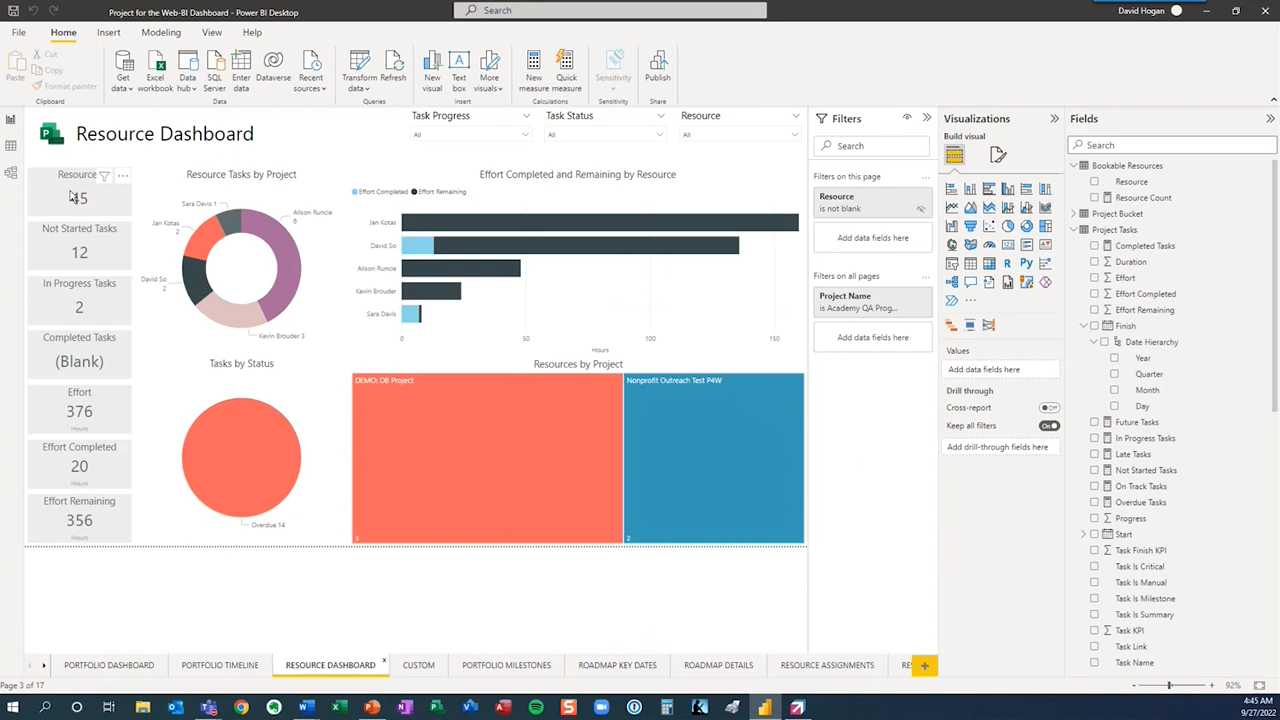 Project for the Web-BI Dashboard - Power BI Desktop
Search
David Hogan
File Home Insert Modeling View Help
Paste
Cut
Copy
Format painter
Get data
Excel workbook
Data hub
SQL Server
Enter data
Dataverse
Recent sources
Transform data
Refresh
New visual
Text box
More visuals
New measure
Quick measure
Sensitivity
Publish
Clipboard
Data
Queries
Insert
Calculations
Sensitivity
Share
Resource Dashboard
Task Progress
All
Task Status
All
Resource
All
Resource
5
Not Started Tasks
12
In Progress Tasks
2
Completed Tasks
(Blank)
Effort
376
Hours
Effort Completed
20
Hours
Effort Remaining
356
Hours
Resource Tasks by Project
Sara Davis 1
Alison Runcie
6
Jan Kotas
2
David So
2
Kevin Brouder 3
Tasks by Status
Overdue 14
Effort Completed and Remaining by Resource
Effort Completed Effort Remaining
Jan Kotas
David So
Alison Runcie
Kevin Brouder
Sara Davis
0 50 100 150
Hours
Resources by Project
DEMO: DB Project
3
Nonprofit Outreach Test P4W
2
Filters
Search
Filters on this page
Resource
is not blank
Add data fields here
Filters on all pages
Project Name
is Academy QA Prog...
Add data fields here
Visualizations
Build visual
Values
Add data fields here
Drill through
Cross-report
Off
Keep all filters
On
Add drill-through fields here
Fields
Search
Bookable Resources
Resource
Resource Count
Project Bucket
Project Tasks
Completed Tasks
Duration
Effort
Effort Completed
Effort Remaining
Finish
Date Hierarchy
Year
Quarter
Month
Day
Future Tasks
In Progress Tasks
Late Tasks
Not Started Tasks
On Track Tasks
Overdue Tasks
Progress
Start
Task Finish KPI
Task Is Critical
Task Is Manual
Task Is Milestone
Task Is Summary
Task KPI
Task Link
Task Name
PORTFOLIO DASHBOARD PORTFOLIO TIMELINE RESOURCE DASHBOARD CUSTOM PORTFOLIO MILESTONES ROADMAP KEY DATES ROADMAP DETAILS RESOURCE ASSIGNMENTS
Page 3 of 17
92%
4:45 AM
9/27/2022